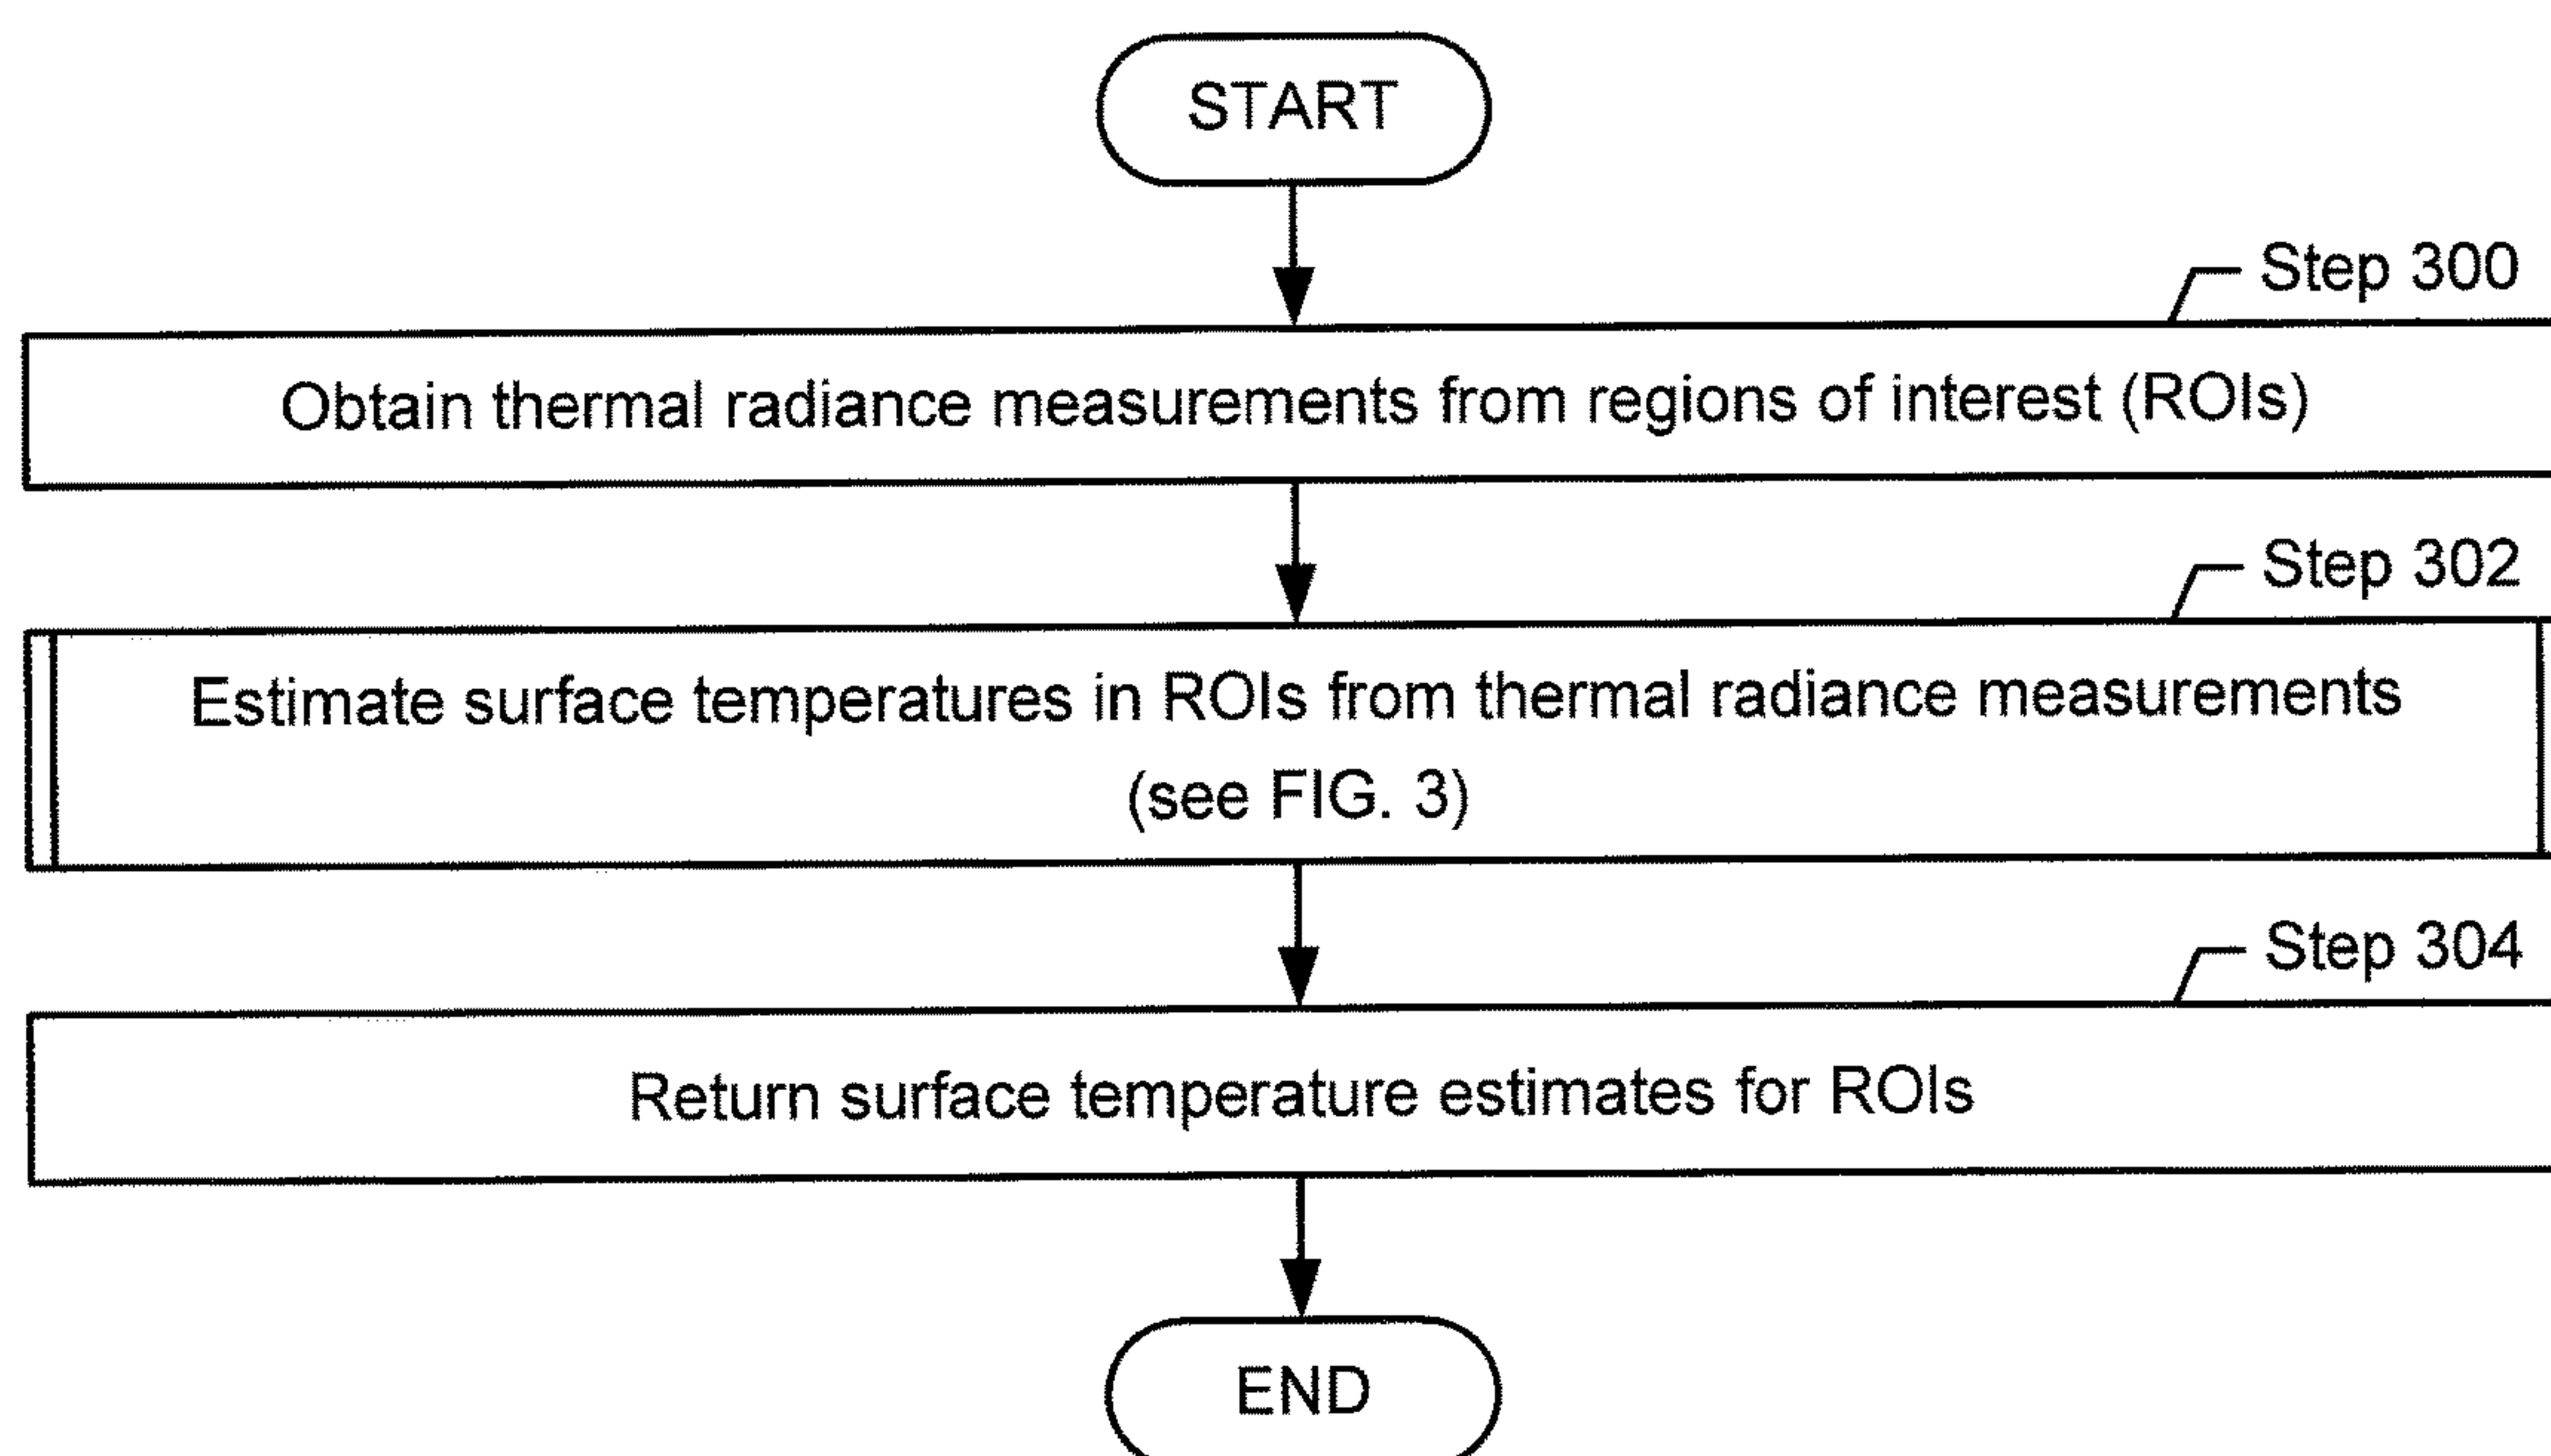 START
Step 300
Obtain thermal radiance measurements from regions of interest (ROIs)
Step 302
Estimate surface temperatures in ROIs from thermal radiance measurements
(see FIG. 3)
Step 304
Return surface temperature estimates for ROIs
END